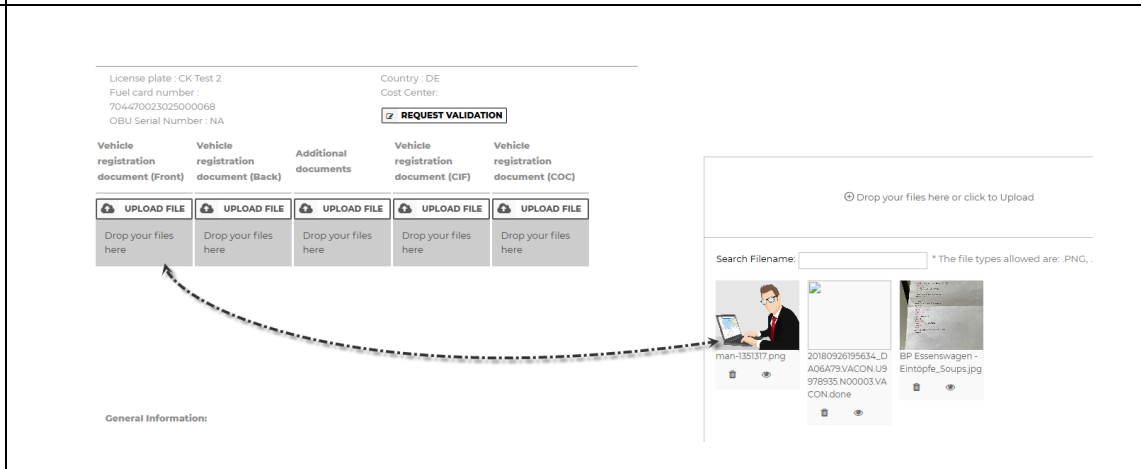 License plate : CK Test 2
Fuel card number :
704470023025000068
OBU Serial Number : NA
Country : DE
Cost Center:
REQUEST VALIDATION
Vehicle
registration
document (Front)
Vehicle
registration
document (Back)
Additional
documents
Vehicle
registration
document (CIF)
Vehicle
registration
document (COC)
UPLOAD FILE
UPLOAD FILE
UPLOAD FILE
UPLOAD FILE
UPLOAD FILE
Drop your files
here
Drop your files
here
Drop your files
here
Drop your files
here
Drop your files
here
General Information:
Drop your files here or click to Upload
Search Filename:
* The file types allowed are: .PNG, .
man-1351317.png
20180926195634_D
A06A79.VACON.U9
978935.N00003.VA
CON.done
BP Essenswagen -
Eintöpfe_Soups.jpg